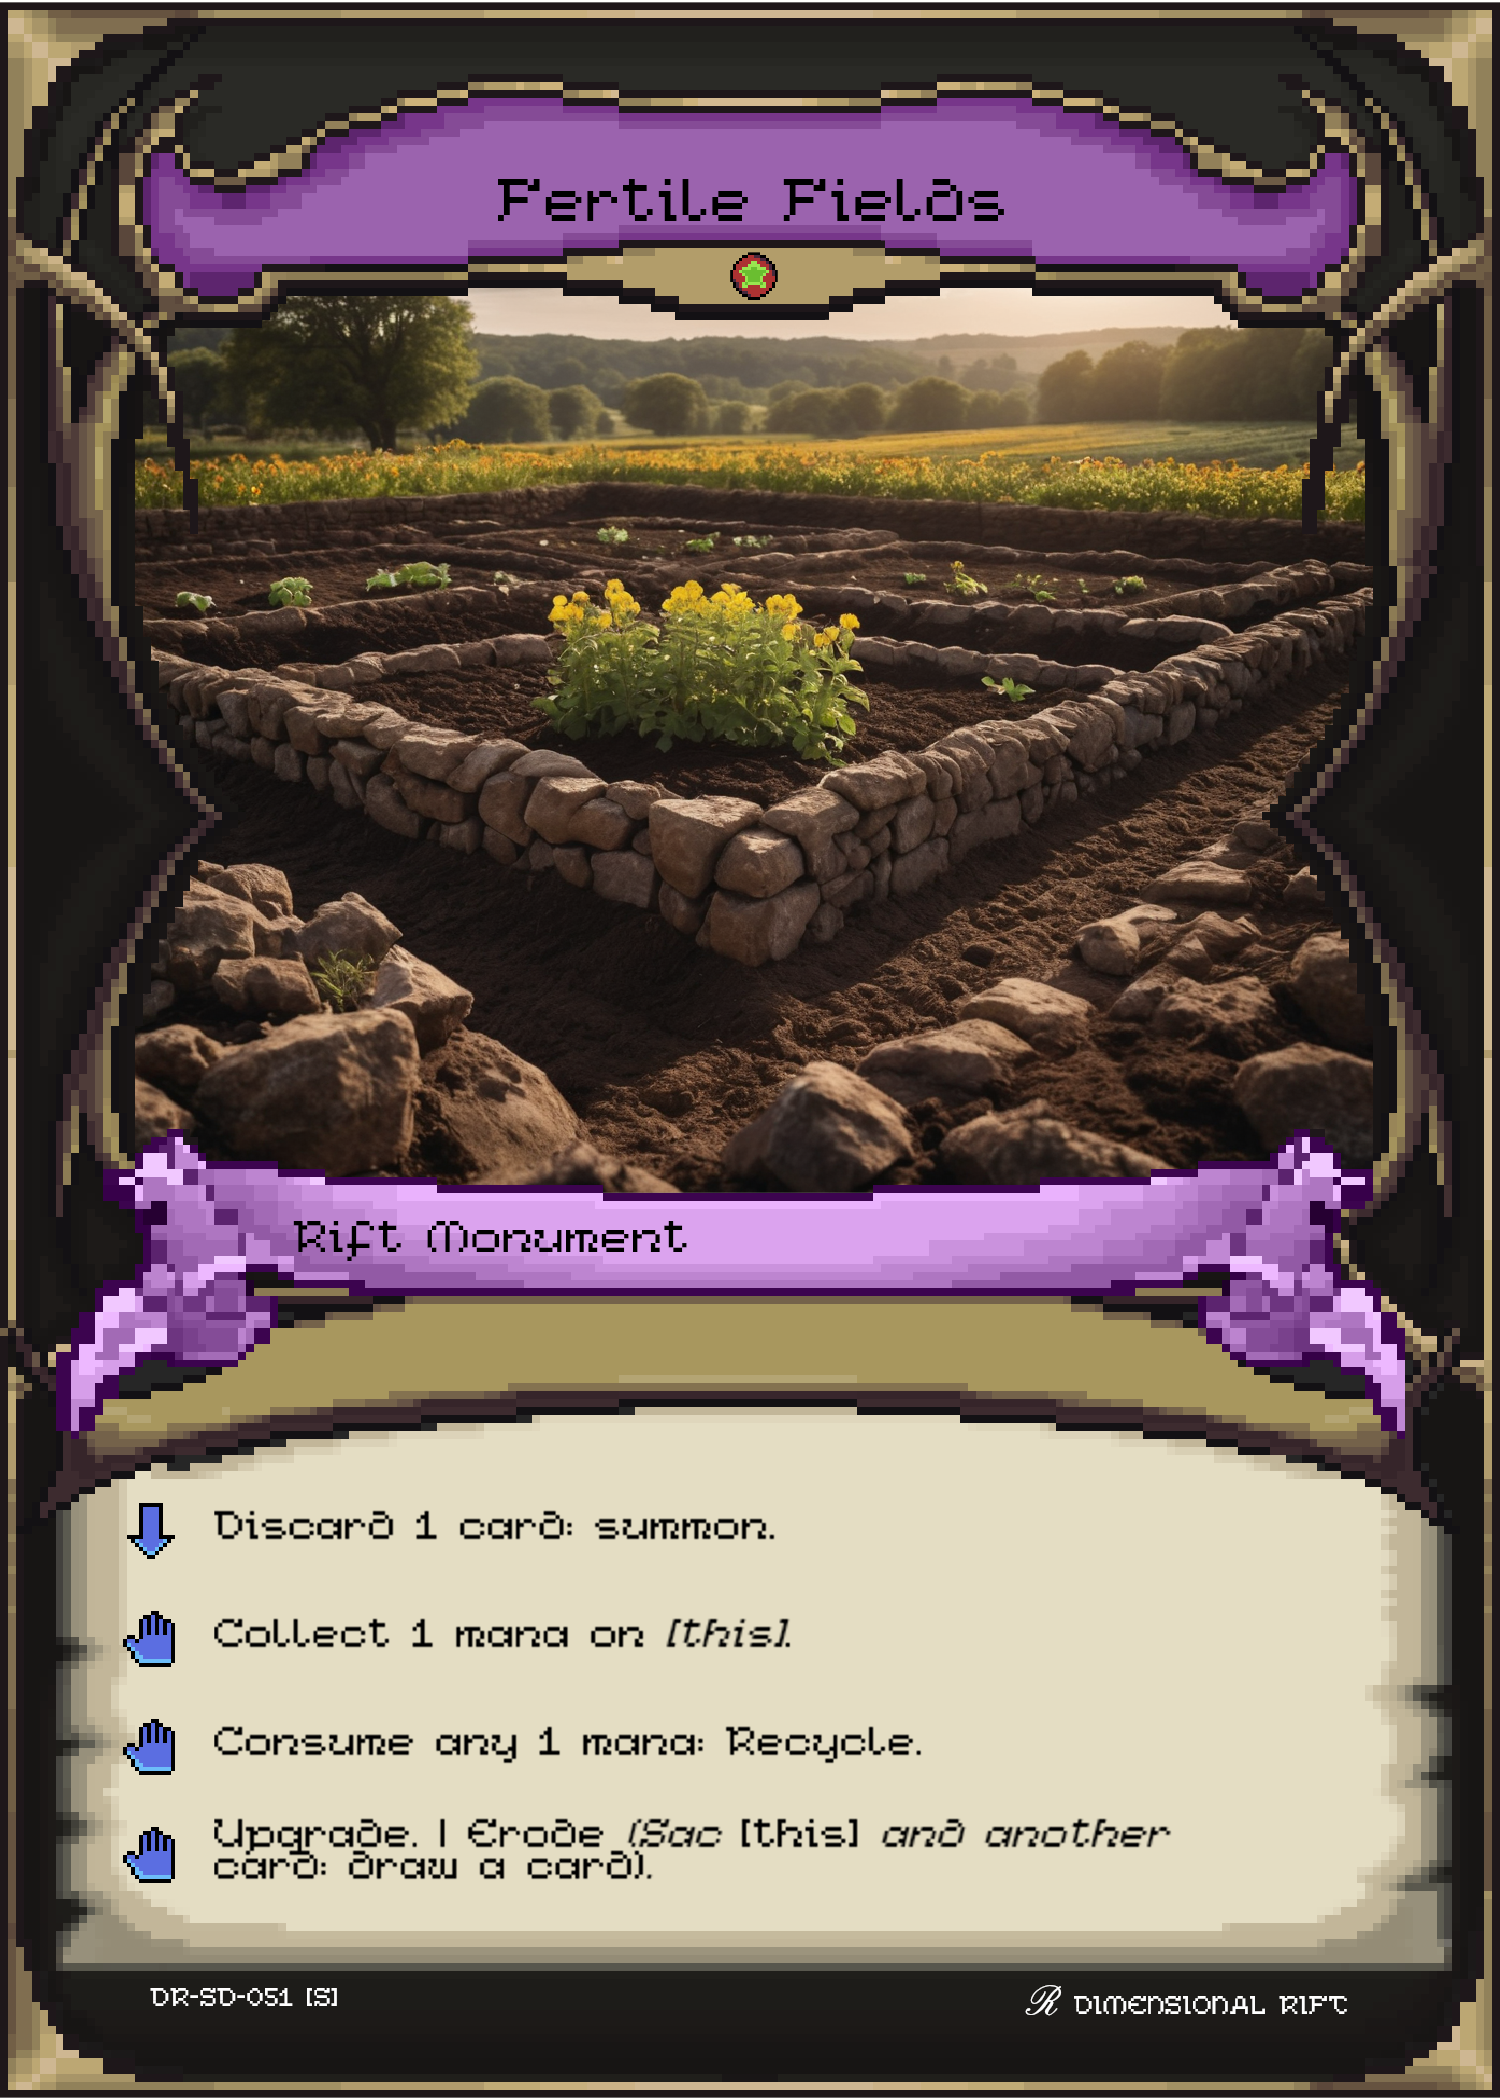 Fertile Fields
Rift Monument
Discard 1 card: summon.
Collect 1 mana on [this].
Consume any 1 mana: Recycle.
Upgrade. | Erode (Sac [this] and another
card: draw a card).
DR-SD-051 [S]
R DIMENSIONAL RIFT